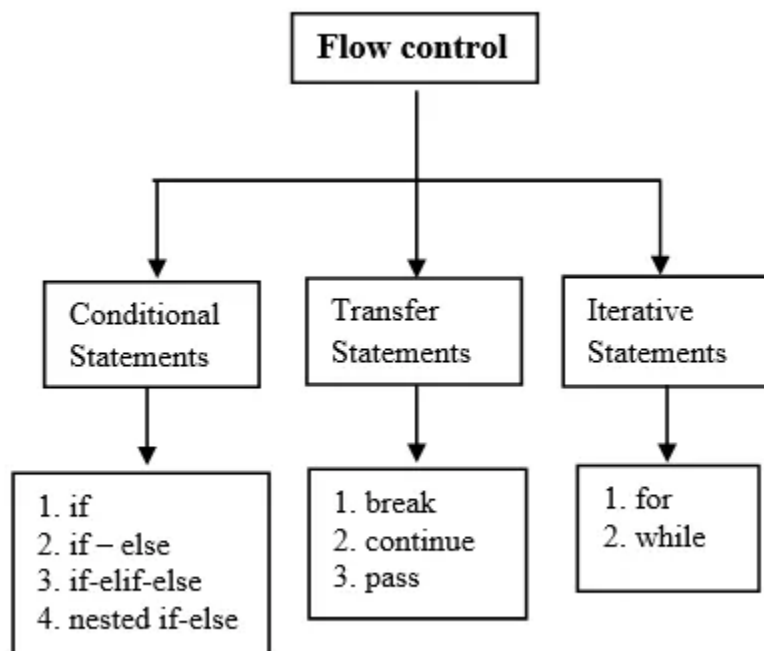 Flow control
Conditional
Statements
Transfer
Statements
Iterative
Statements
1. if
2. if – else
3. if-elif-else
4. nested if-else
1. break
2. continue
3. pass
1. for
2. while